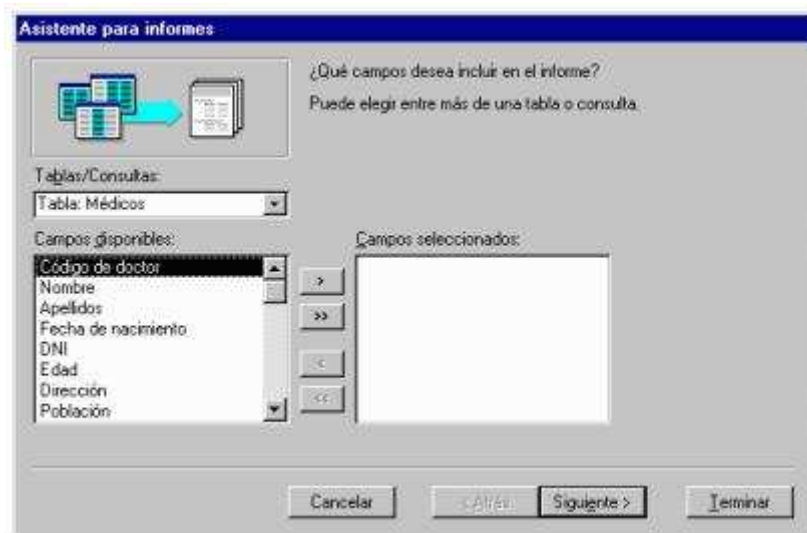 Asistente para informes
¿Qué campos desea incluir en el informe?
Puede elegir entre más de una tabla o consulta.
Tablas/Consultas:
Tabla: Médicos
Campos disponibles:
Campos seleccionados:
Código de doctor
Nombre
Apellidos
Fecha de nacimiento
DNI
Edad
Dirección
Población
>
>>
<
<<
Cancelar
< Atrás
Siguiente >
Terminar